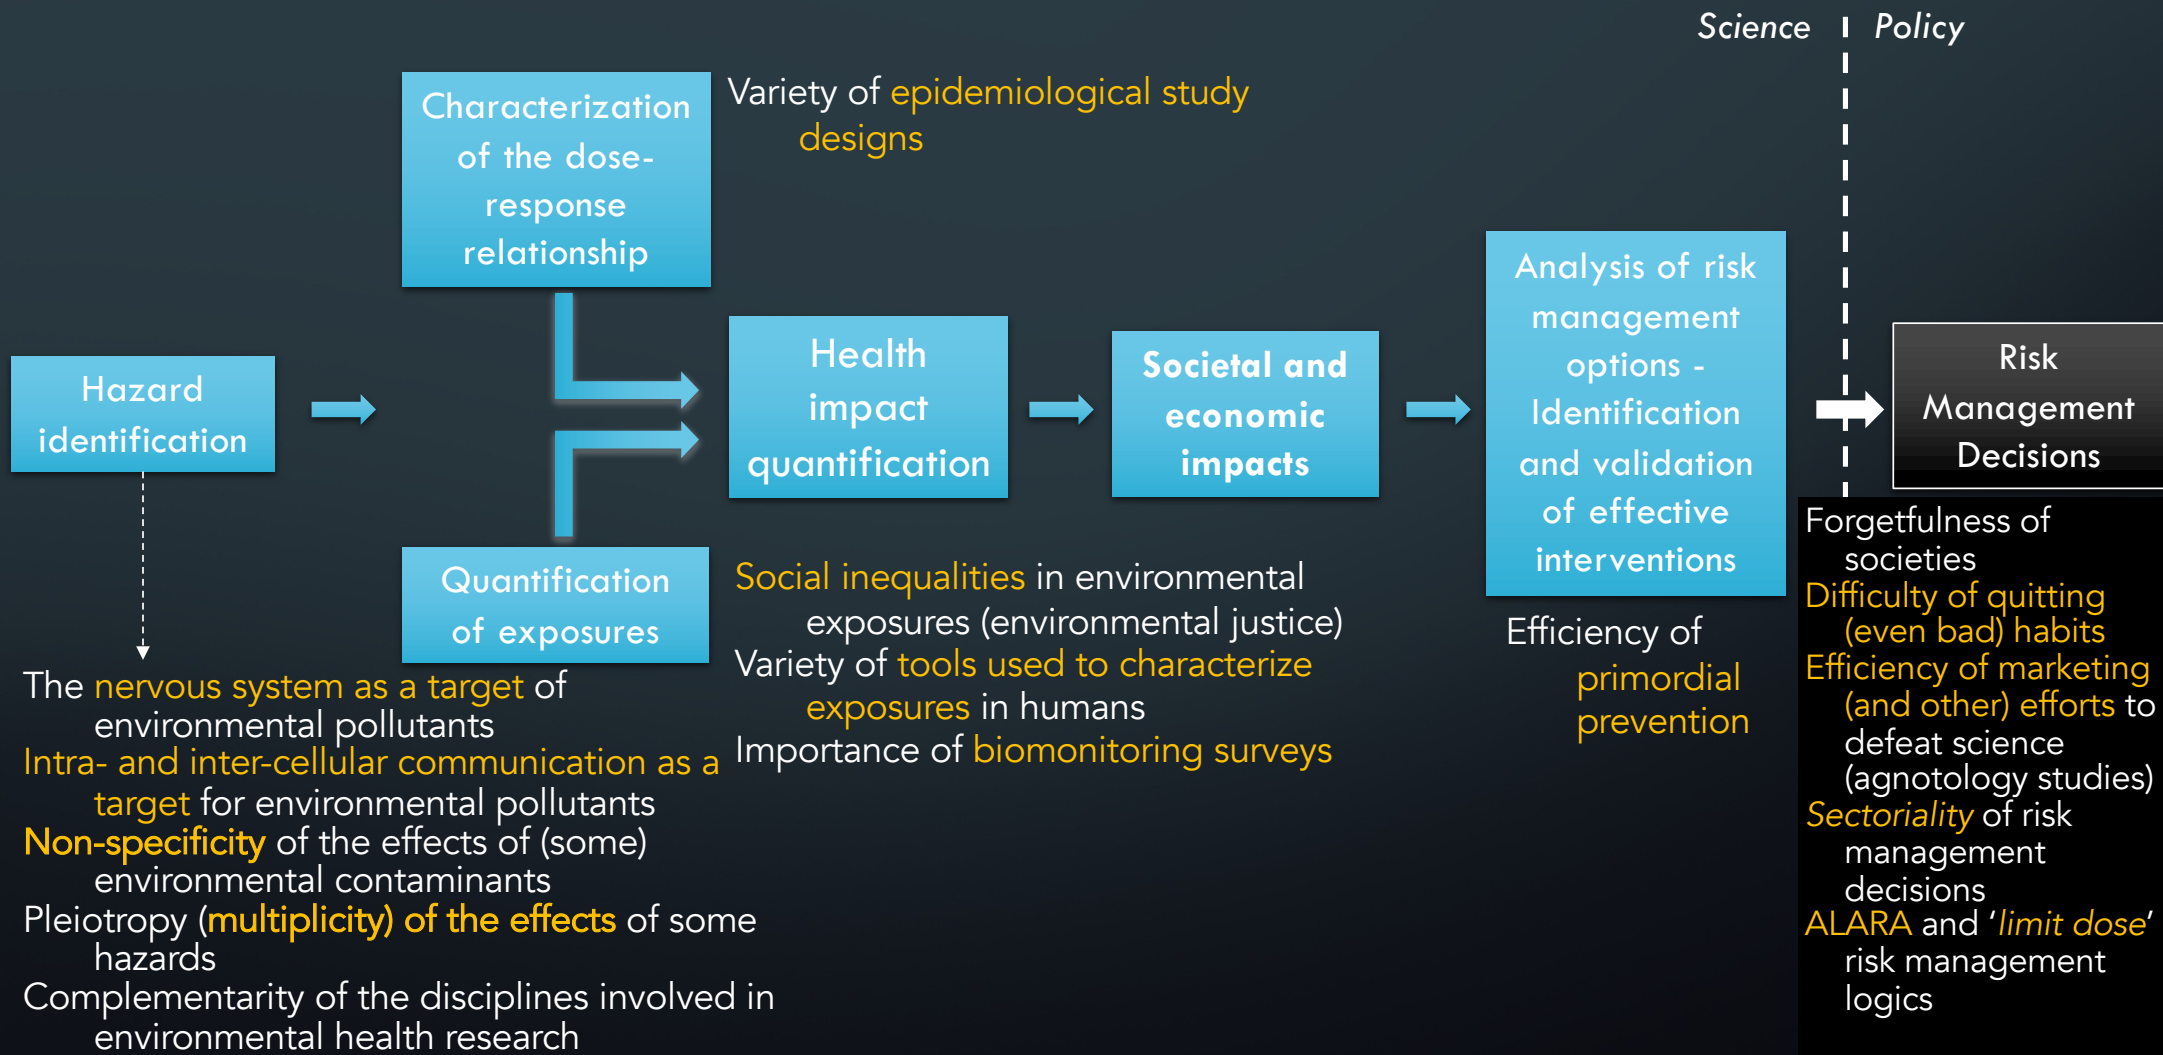 Science
Policy
Characterization
of the dose-
response
relationship
Variety of epidemiological study
designs
Hazard
identification
Health
impact
quantification
Societal and
economic
impacts
Analysis of risk
management
options -
Identification
and validation
of effective
interventions
Risk
Management
Decisions
Quantification
of exposures
The nervous system as a target of
environmental pollutants
Intra- and inter-cellular communication as a
target for environmental pollutants
Non-specificity of the effects of (some)
environmental contaminants
Pleiotropy (multiplicity) of the effects of some
hazards
Complementarity of the disciplines involved in
environmental health research
Social inequalities in environmental
exposures (environmental justice)
Variety of tools used to characterize
exposures in humans
Importance of biomonitoring surveys
Efficiency of
primordial
prevention
Forgetfulness of
societies
Difficulty of quitting
(even bad) habits
Efficiency of marketing
(and other) efforts to
defeat science
(agnotology studies)
Sectoriality of risk
management
decisions
ALARA and ‘limit dose’
risk management
logics